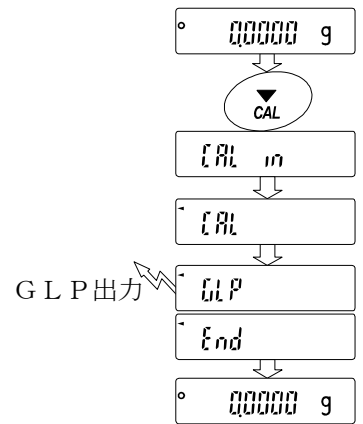 0.0000 g
CAL
CAL in
CAL
ＧＬＰ出力
GLP
End
0.0000 g